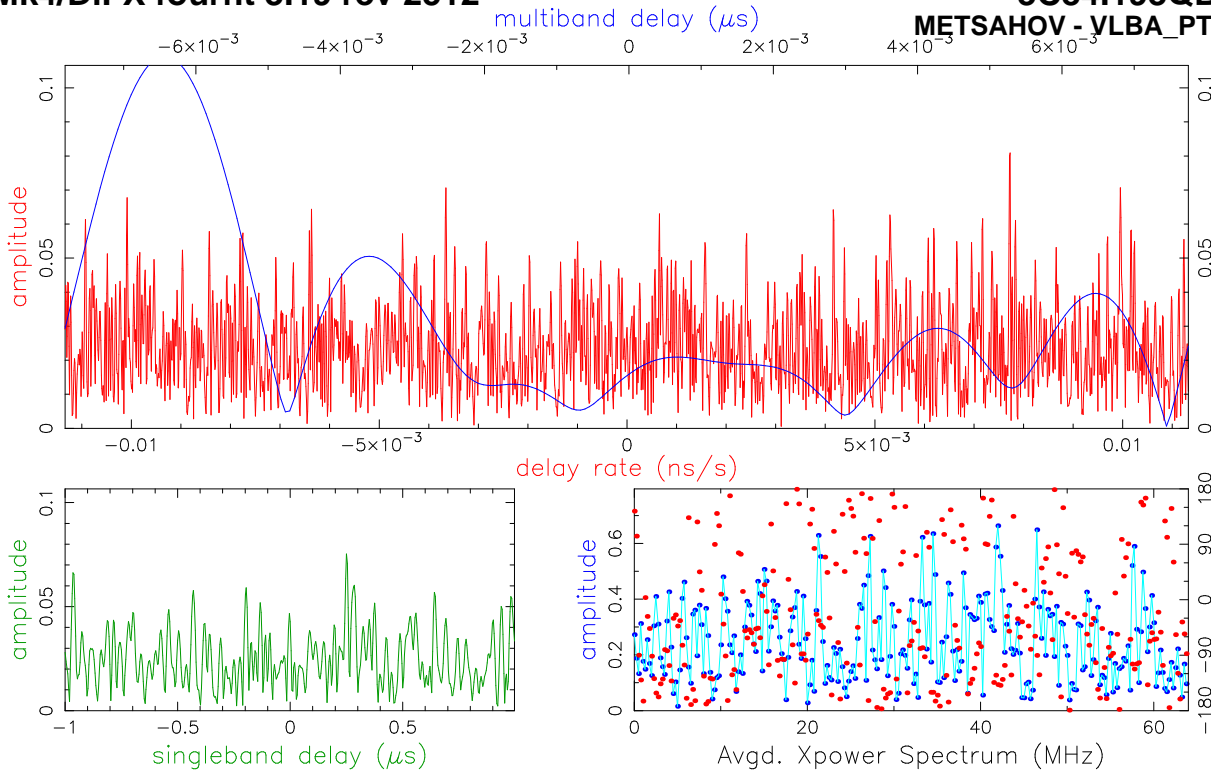 multiband delay (μs)
METSAHOV - VLBA_PT
−6×10⁻³ −4×10⁻³ −2×10⁻³ 0 2×10⁻³ 4×10⁻³ 6×10⁻³
amplitude
0 0.05 0.1
0 0.05 0.1
−0.01 −5×10⁻³ 0 5×10⁻³ 0.01
delay rate (ns/s)
amplitude
0 0.05 0.1
−1 −0.5 0 0.5
singleband delay (μs)
amplitude
0 0.2 0.4 0.6
−180 −90 0 90 180
0 20 40 60
Avgd. Xpower Spectrum (MHz)